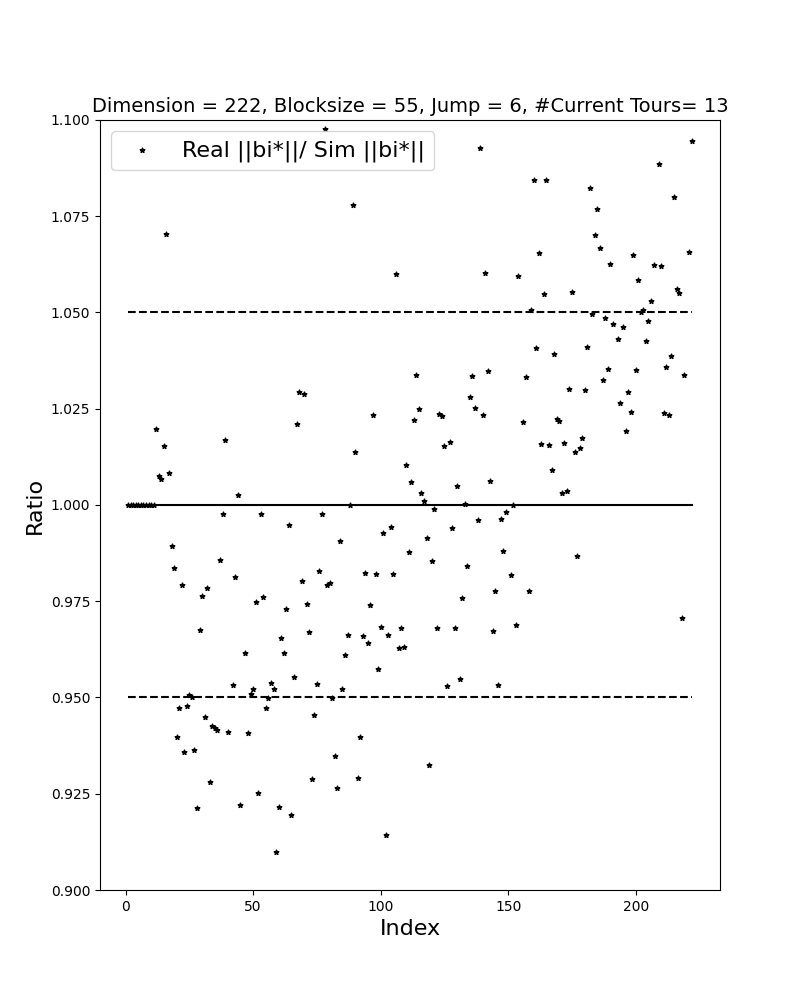 Dimension = 222, Blocksize = 55, Jump = 6, #Current Tours= 13
Real ||bi*||/ Sim ||bi*||
1.100
1.075
1.050
1.025
1.000
0.975
0.950
0.925
0.900
Ratio
0 50 100 150 200
Index